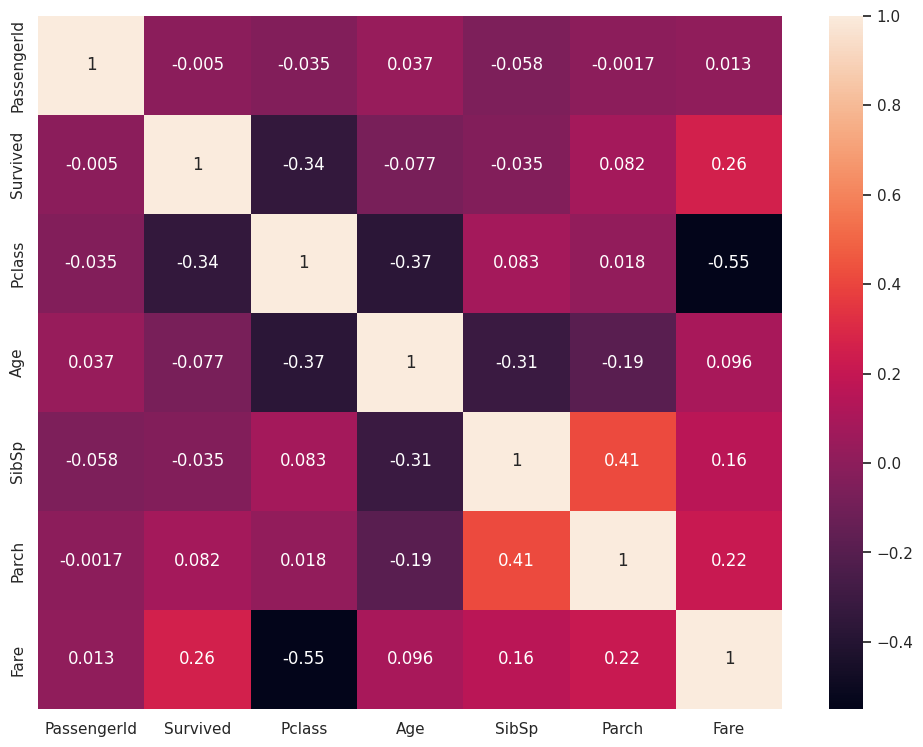 PassengerId 1 -0.005 -0.035 0.037 -0.058 -0.0017 0.013
Survived -0.005 1 -0.34 -0.077 -0.035 0.082 0.26
Pclass -0.035 -0.34 1 -0.37 0.083 0.018 -0.55
Age 0.037 -0.077 -0.37 1 -0.31 -0.19 0.096
SibSp -0.058 -0.035 0.083 -0.31 1 0.41 0.16
Parch -0.0017 0.082 0.018 -0.19 0.41 1 0.22
Fare 0.013 0.26 -0.55 0.096 0.16 0.22 1
PassengerId Survived Pclass Age SibSp Parch Fare
1.0
0.8
0.6
0.4
0.2
0.0
−0.2
−0.4